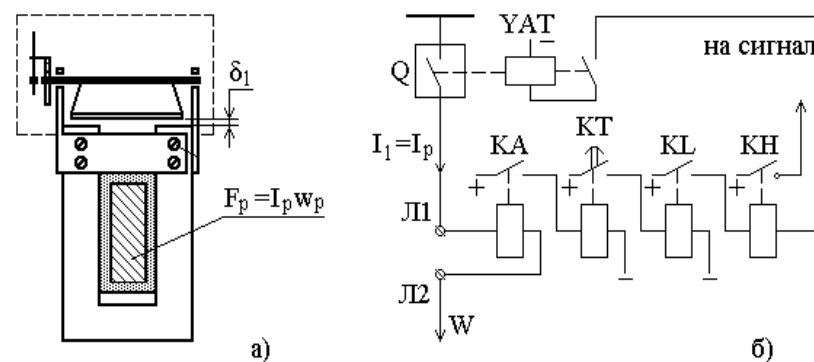 δ₁
Fр=Iрwр
а)
YAT
на сигнал
Q
I₁=Iр
KA
KT
KL
KH
+
+
+
+
Л1
Л2
W
б)